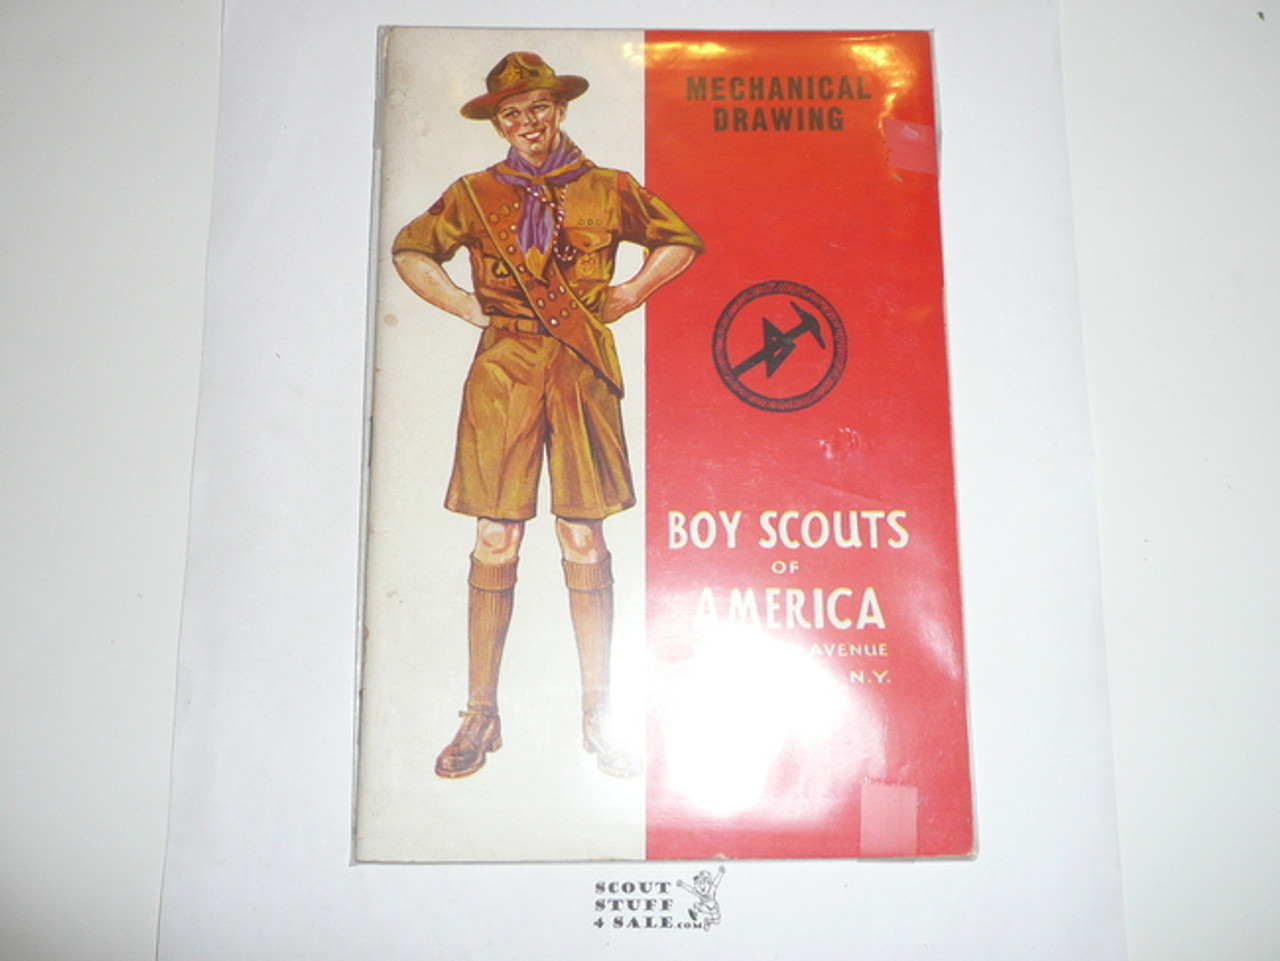 MECHANICAL
DRAWING
BOY SCOUTS
OF
AMERICA
AVENUE
N.Y.
SCOUT
STUFF
4 SALE.COM